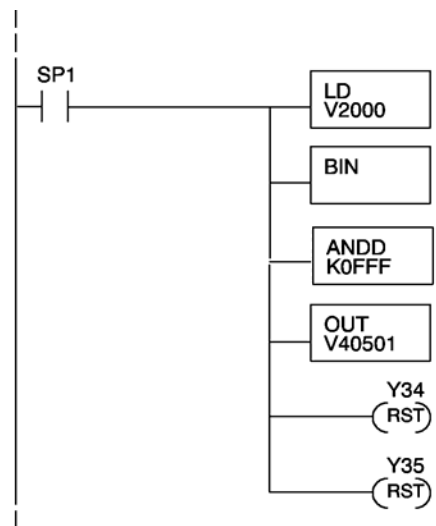 SP1
LD
V2000
BIN
ANDD
K0FFF
OUT
V40501
Y34
RST
Y35
RST